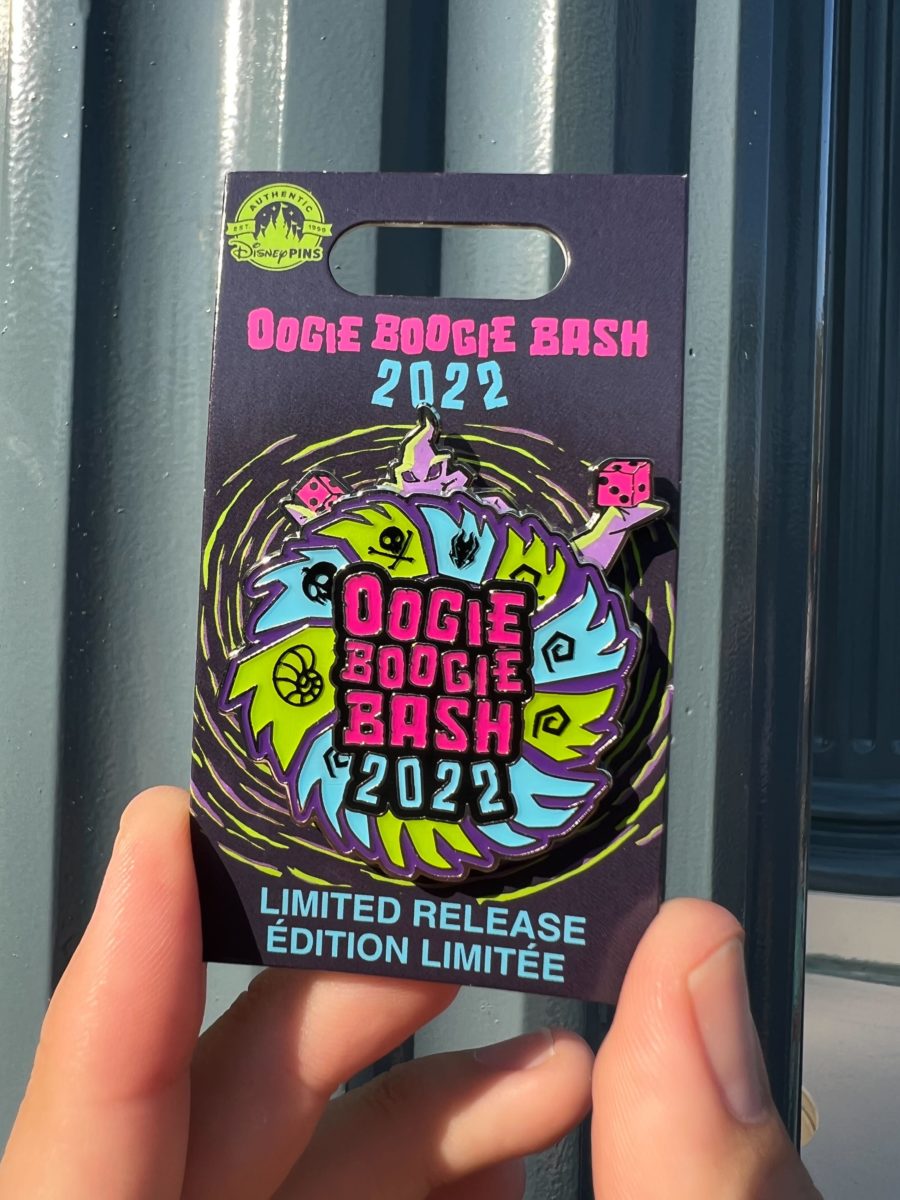 AUTHENTIC
EST. 1999
Disney PINS
OOGIE BOOGIE BASH
2022
OOGIE
BOOGIE
BASH
2022
LIMITED RELEASE
ÉDITION LIMITÉE